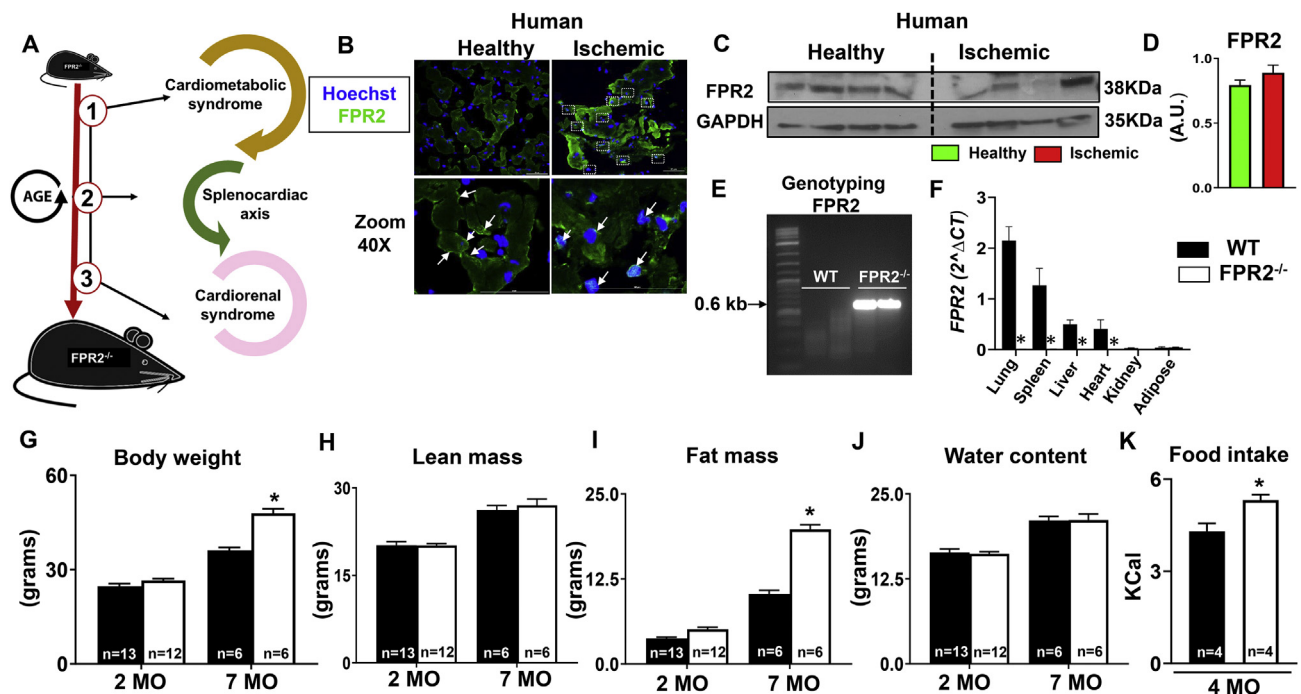 A
FPR2-/-
1
2
3
AGE
FPR2-/-
Cardiometabolic
syndrome
Splenocardiac
axis
Cardiorenal
syndrome
B
Human
Healthy
Ischemic
Hoechst
FPR2
Zoom
40X
C
Human
Healthy
Ischemic
FPR2
38KDa
GAPDH
35KDa
Healthy
Ischemic
D
FPR2
(A.U.)
1.0
0.5
0.0
E
Genotyping
FPR2
WT
FPR2-/-
0.6 kb
F
FPR2 (2^ΔCT)
3
2
1
0
* * * *
Lung
Spleen
Liver
Heart
Kidney
Adipose
WT
FPR2-/-
G
Body weight
(grams)
60
30
0
*
n=13 n=12 n=6 n=6
2 MO 7 MO
H
Lean mass
(grams)
30
15
0
n=13 n=12 n=6 n=6
2 MO 7 MO
I
Fat mass
(grams)
25.0
12.5
0.0
*
n=13 n=12 n=6 n=6
2 MO 7 MO
J
Water content
(grams)
25.0
12.5
0.0
n=13 n=12 n=6 n=6
2 MO 7 MO
K
Food intake
KCal
6
3
0
*
n=4 n=4
4 MO